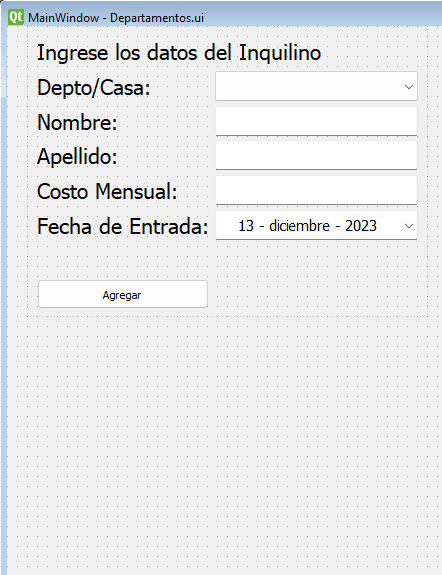 Qt MainWindow - Departamentos.ui
Ingrese los datos del Inquilino
Depto/Casa:
Nombre:
Apellido:
Costo Mensual:
Fecha de Entrada: 13 - diciembre - 2023
Agregar